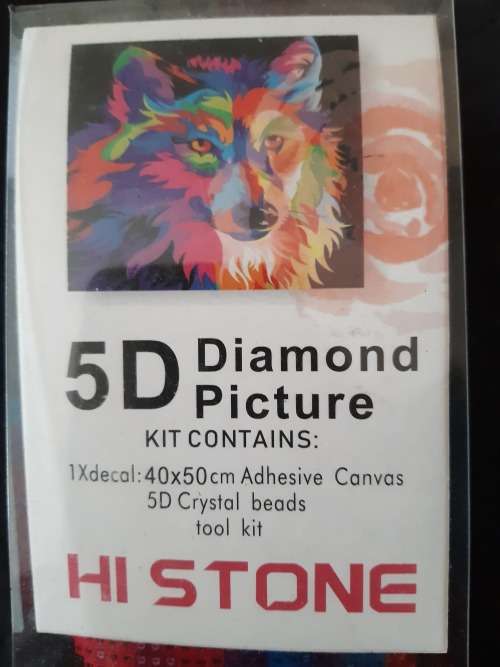 5D Diamond
Picture
KIT CONTAINS:
1Xdecal: 40x50cm Adhesive Canvas
5D Crystal beads
tool kit
HI STONE